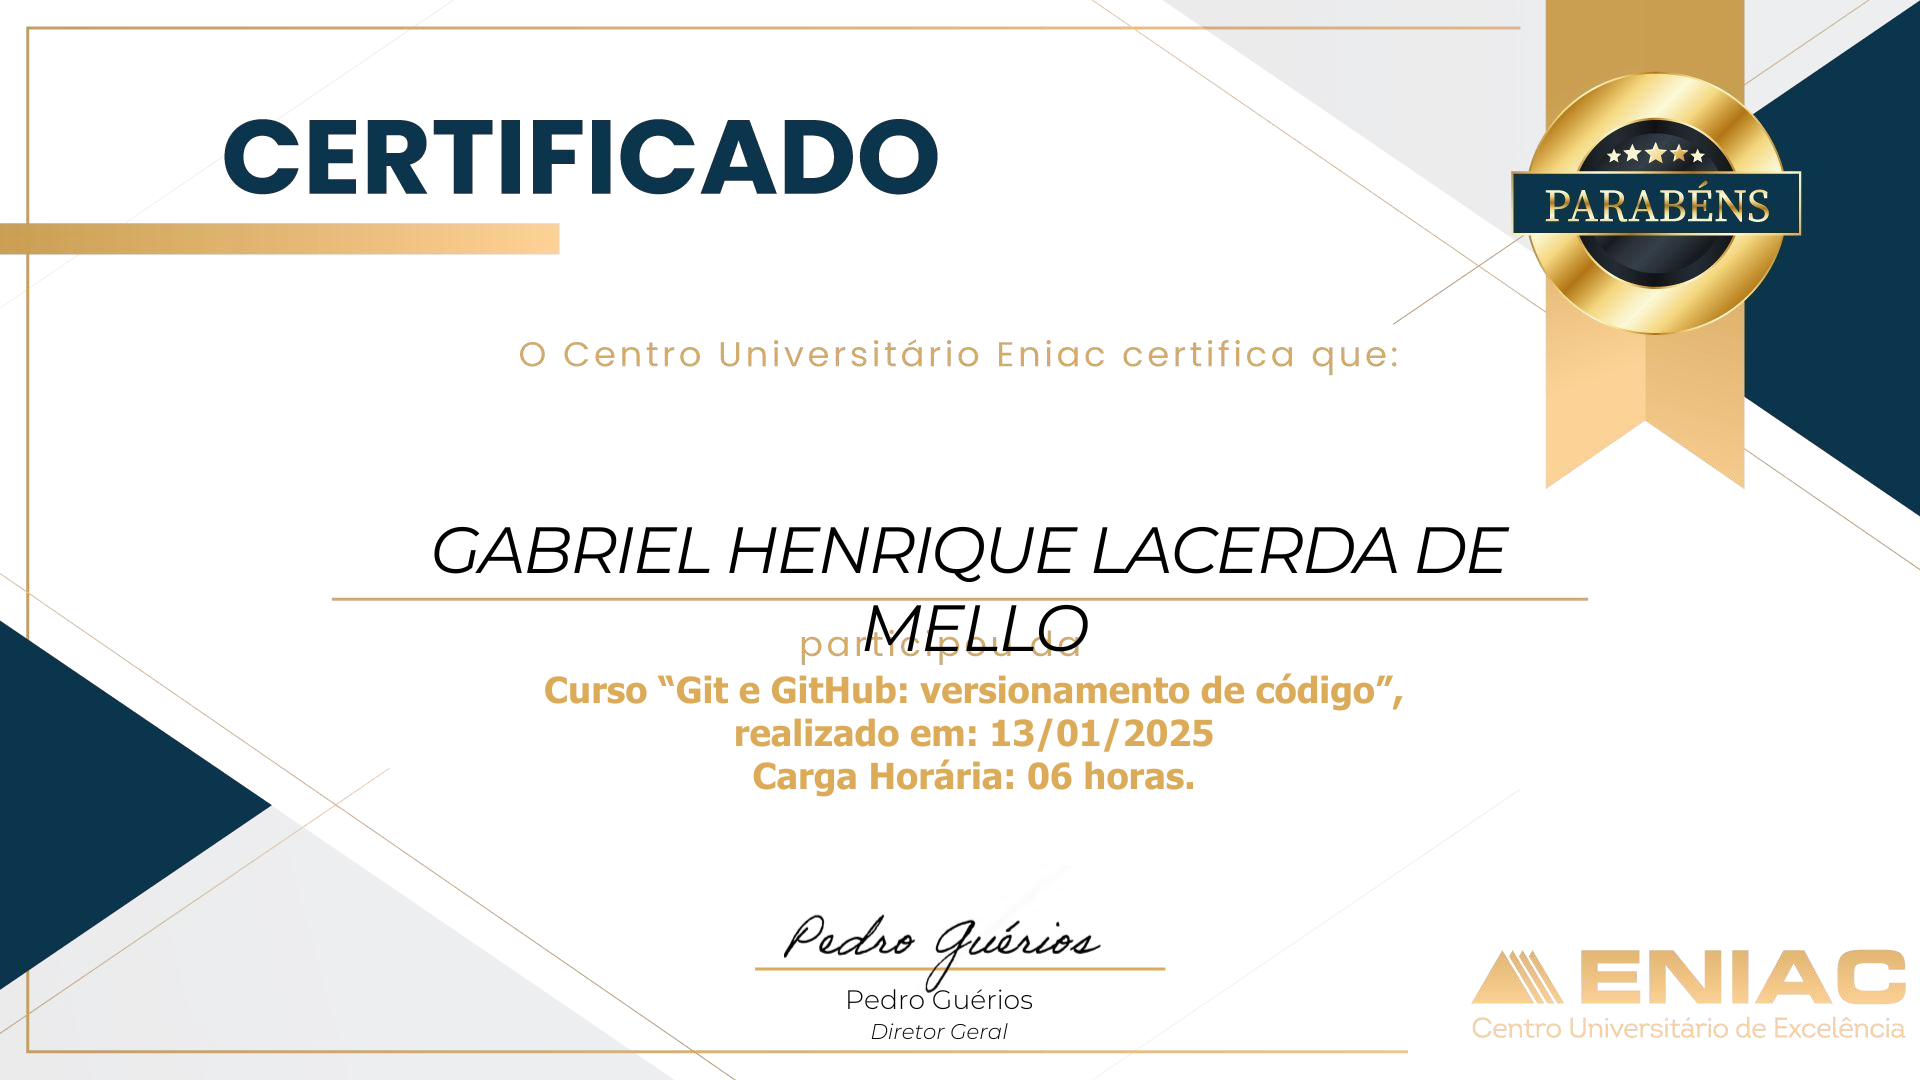 CERTIFICADO
PARABÉNS
O Centro Universitário Eniac certifica que:
GABRIEL HENRIQUE LACERDA DE
MELLO
participou da
Curso “Git e GitHub: versionamento de código”,
realizado em: 13/01/2025
Carga Horária: 06 horas.
Pedro Guérios
Pedro Guérios
Diretor Geral
ENIAC
Centro Universitário de Excelência